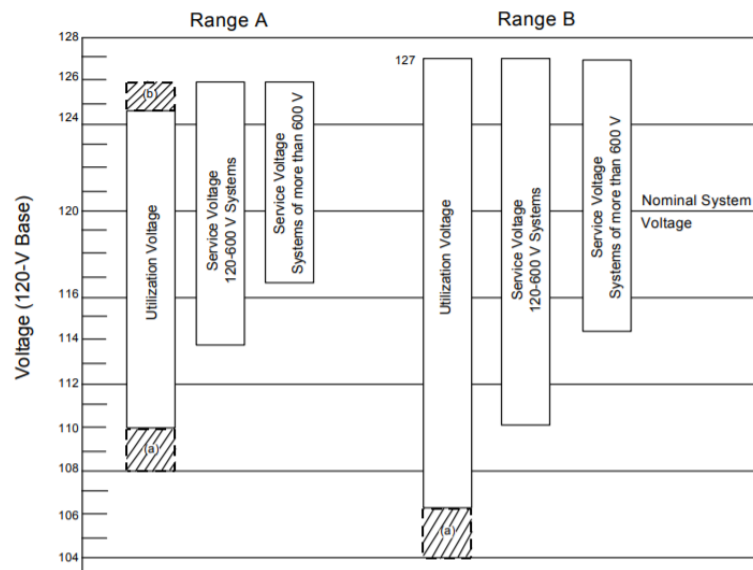 Range A
Range B
128
126
124
120
116
114
112
110
108
106
104
Voltage (120-V Base)
(b)
Utilization Voltage
(a)
Service Voltage
120-600 V Systems
Service Voltage
Systems of more than 600 V
127
Utilization Voltage
(a)
Service Voltage
120-600 V Systems
Service Voltage
Systems of more than 600 V
Nominal System
Voltage